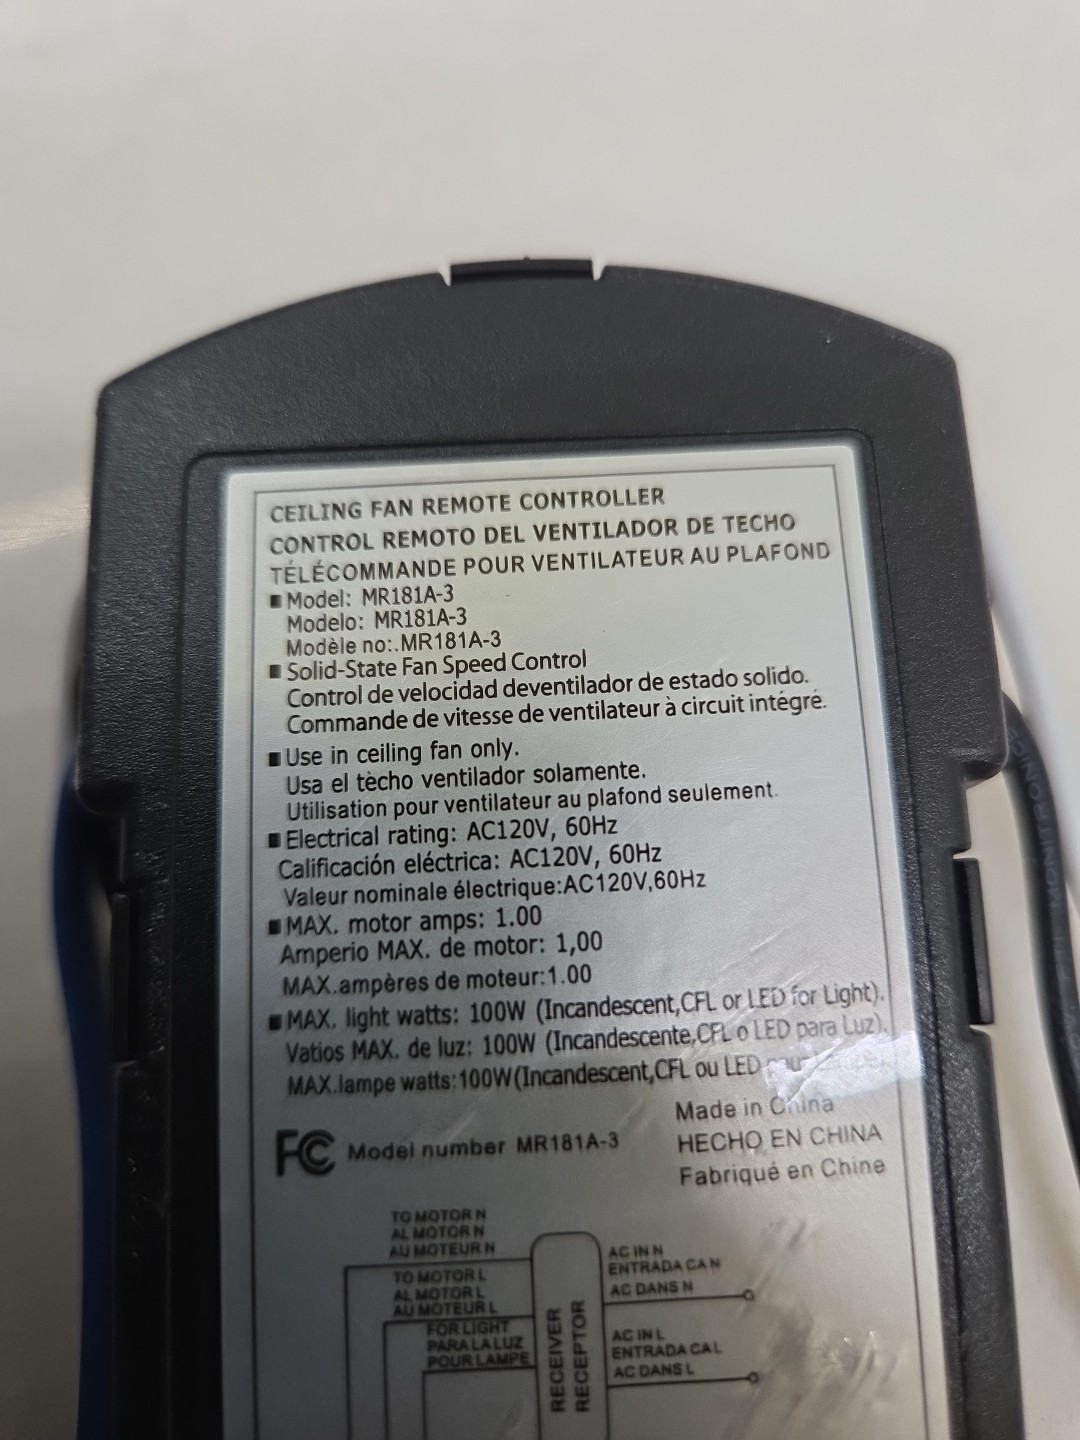 CEILING FAN REMOTE CONTROLLER
CONTROL REMOTO DEL VENTILADOR DE TECHO
TÉLÉCOMMANDE POUR VENTILATEUR AU PLAFOND
■ Model: MR181A-3
Modelo: MR181A-3
Modèle no:.MR181A-3
■ Solid-State Fan Speed Control
Control de velocidad deventilador de estado solido.
Commande de vitesse de ventilateur à circuit intégré.
■ Use in ceiling fan only.
Usa el tècho ventilador solamente.
Utilisation pour ventilateur au plafond seulement.
■ Electrical rating: AC120V, 60Hz
Calificación eléctrica: AC120V, 60Hz
Valeur nominale électrique:AC120V,60Hz
■ MAX. motor amps: 1.00
Amperio MAX. de motor: 1,00
MAX.ampères de moteur:1.00
■ MAX. light watts: 100W (Incandescent,CFL or LED for Light).
Vatios MAX. de luz: 100W (Incandescente,CFL o LED para Luz).
MAX.lampe watts:100W(Incandescent,CFL ou LED
Made in China
HECHO EN CHINA
Fabriqué en Chine
FC Model number MR181A-3
TO MOTOR N
AL MOTOR N
AU MOTEUR N
TO MOTOR L
AL MOTOR L
AU MOTEUR L
FOR LIGHT
PARA LA LUZ
POUR LAMPE
RECEIVER
RECEPTOR
AC IN N
ENTRADA CA N
AC DANS N
AC IN L
ENTRADA CA L
AC DANS L